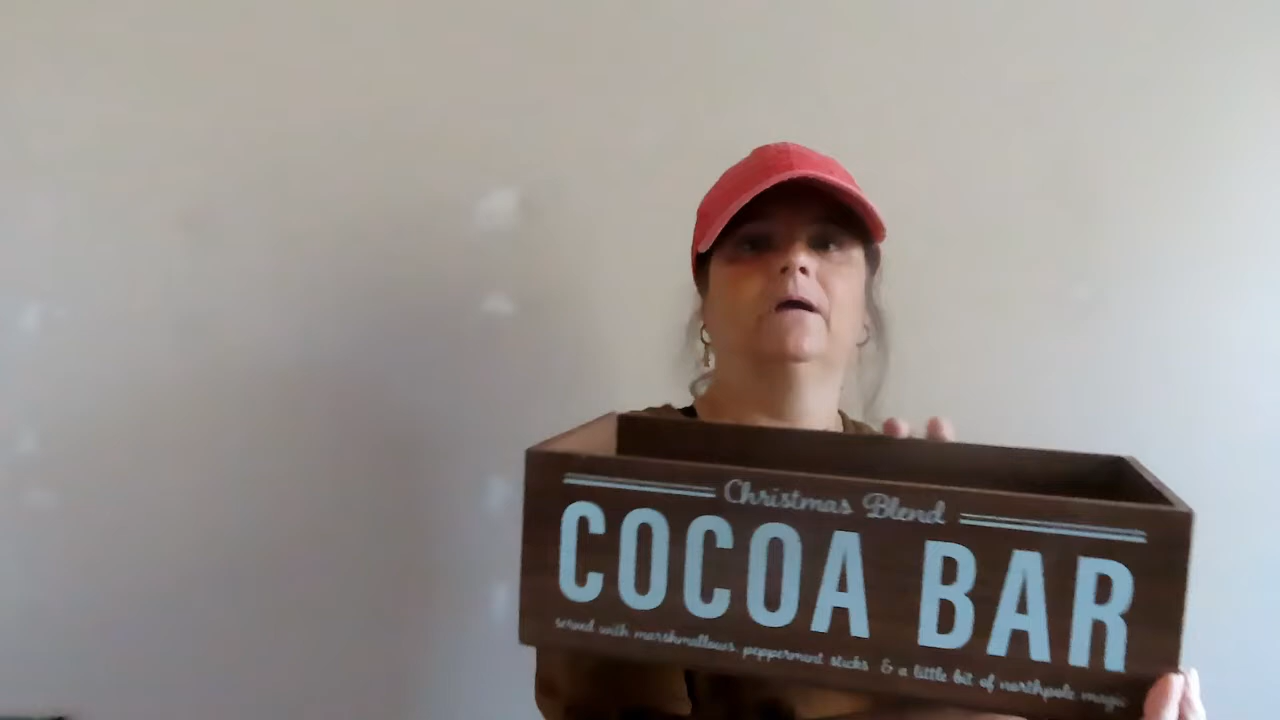 Christmas Blend
COCOA BAR
served with marshmallows, peppermint sticks & a little bit of northpole magic